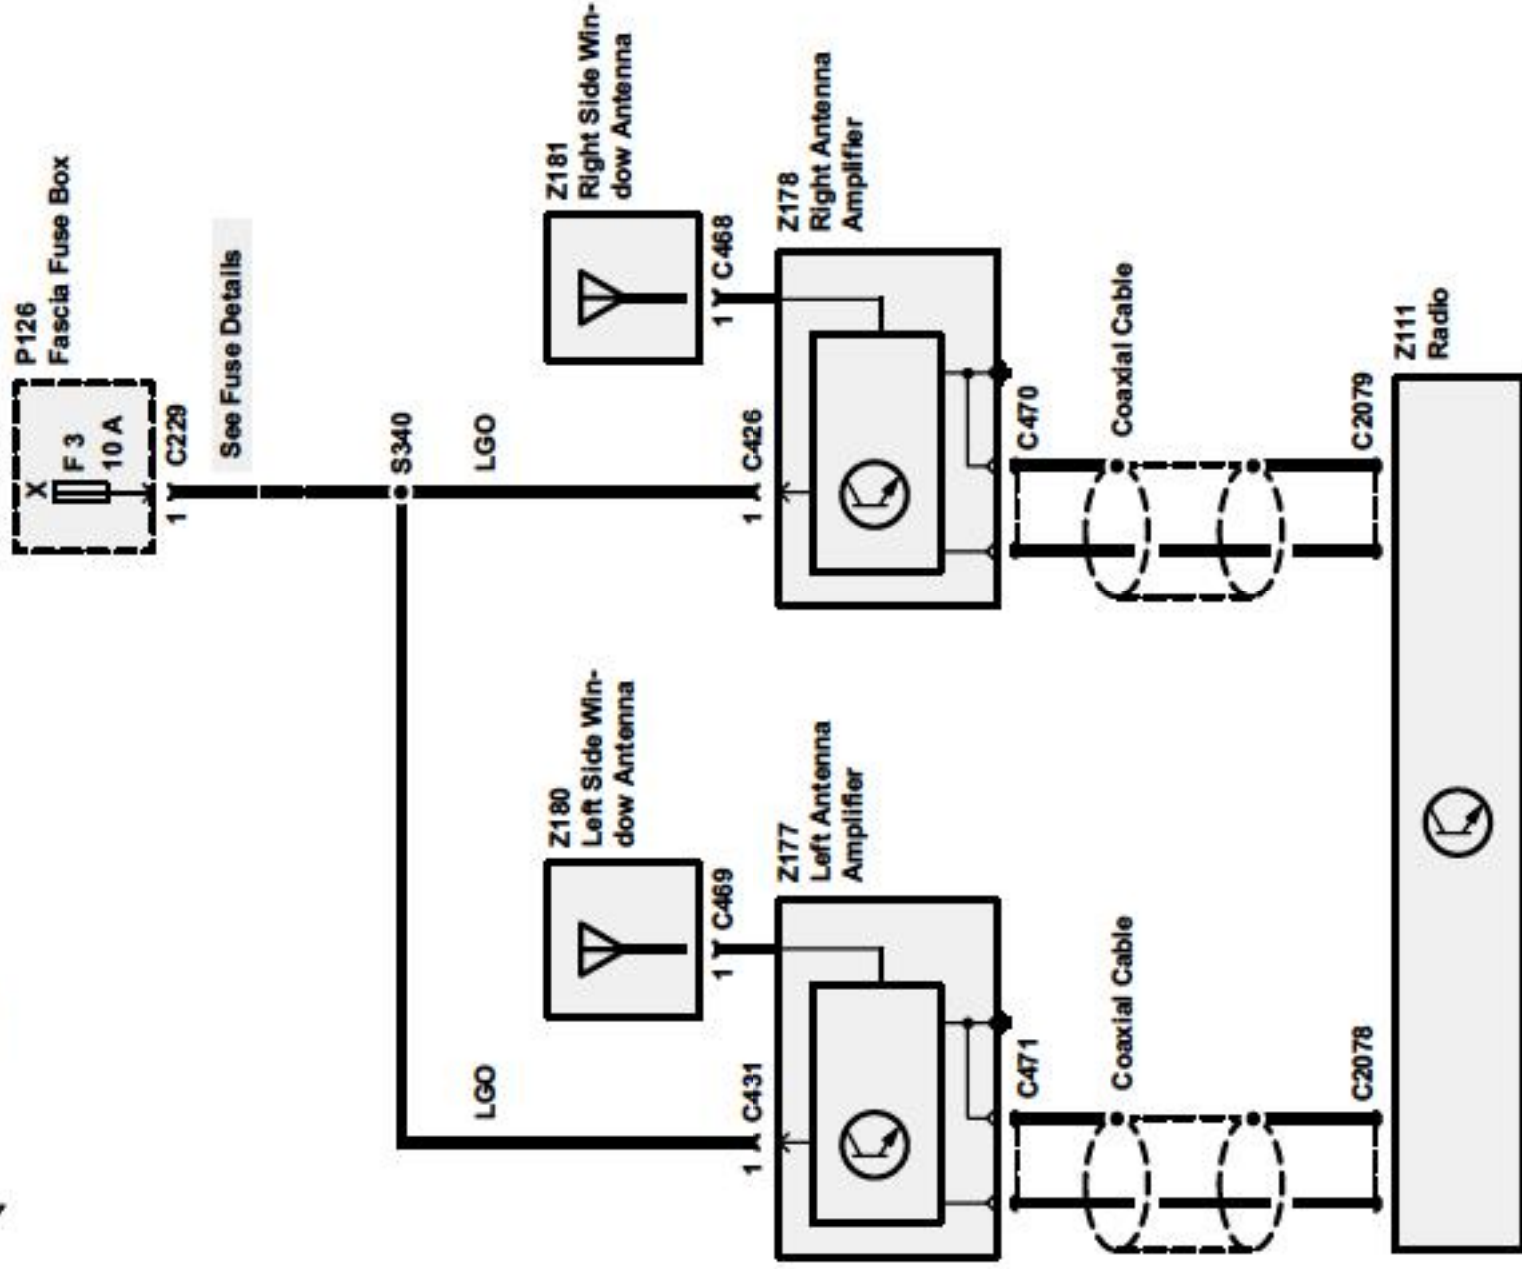 P126
Fascia Fuse Box
X
F 3
10 A
1
C229
See Fuse Details
S340
LGO
LGO
Z181
Right Side Win-
dow Antenna
1
C468
Z180
Left Side Win-
dow Antenna
1
C469
1
C426
Z178
Right Antenna
Amplifier
1
C431
Z177
Left Antenna
Amplifier
C470
Coaxial Cable
C2079
C471
Coaxial Cable
C2078
Z111
Radio